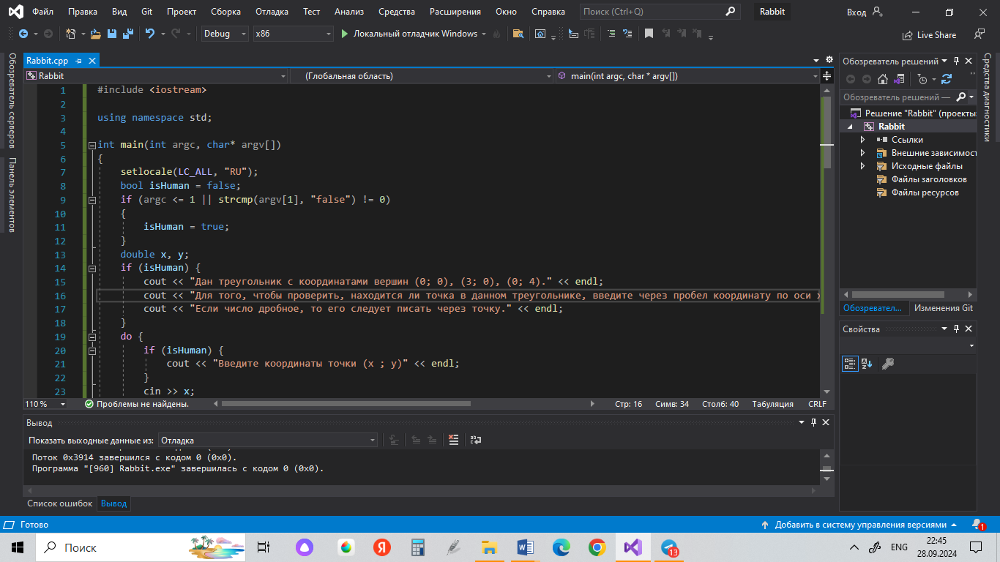 Файл Правка Вид Git Проект Сборка Отладка Тест Анализ Средства Расширения Окно Справка Поиск (Ctrl+Q) Rabbit Вход
Debug x86 Локальный отладчик Windows Live Share
Обозреватель серверов
Панель элементов
Rabbit.cpp
Rabbit (Глобальная область) main(int argc, char * argv[])
1 #include <iostream>
2
3 using namespace std;
4
5 int main(int argc, char* argv[])
6 {
7 setlocale(LC_ALL, "RU");
8 bool isHuman = false;
9 if (argc <= 1 || strcmp(argv[1], "false") != 0)
10 {
11 isHuman = true;
12 }
13 double x, y;
14 if (isHuman) {
15 cout << "Дан треугольник с координатами вершин (0; 0), (3; 0), (0; 4)." << endl;
16 cout << "Для того, чтобы проверить, находится ли точка в данном треугольнике, введите через пробел координату по оси
17 cout << "Если число дробное, то его следует писать через точку." << endl;
18 }
19 do {
20 if (isHuman) {
21 cout << "Введите координаты точки (x ; y)" << endl;
22 }
23 cin >> x;
110 % Проблемы не найдены. Стр: 16 Симв: 34 Столб: 40 Табуляция CRLF
Вывод
Показать выходные данные из: Отладка
Поток 0x3914 завершился с кодом 0 (0x0).
Программа "[960] Rabbit.exe" завершилась с кодом 0 (0x0).
Список ошибок Вывод
Обозреватель решений
Обозреватель решений —
Решение "Rabbit" (проекты:
Rabbit
Ссылки
Внешние зависимост
Исходные файлы
Файлы заголовков
Файлы ресурсов
Обозревател... Изменения Git
Свойства
Средства диагностики
Готово Добавить в систему управления версиями 1
Поиск Я 13 ENG 22:45
28.09.2024